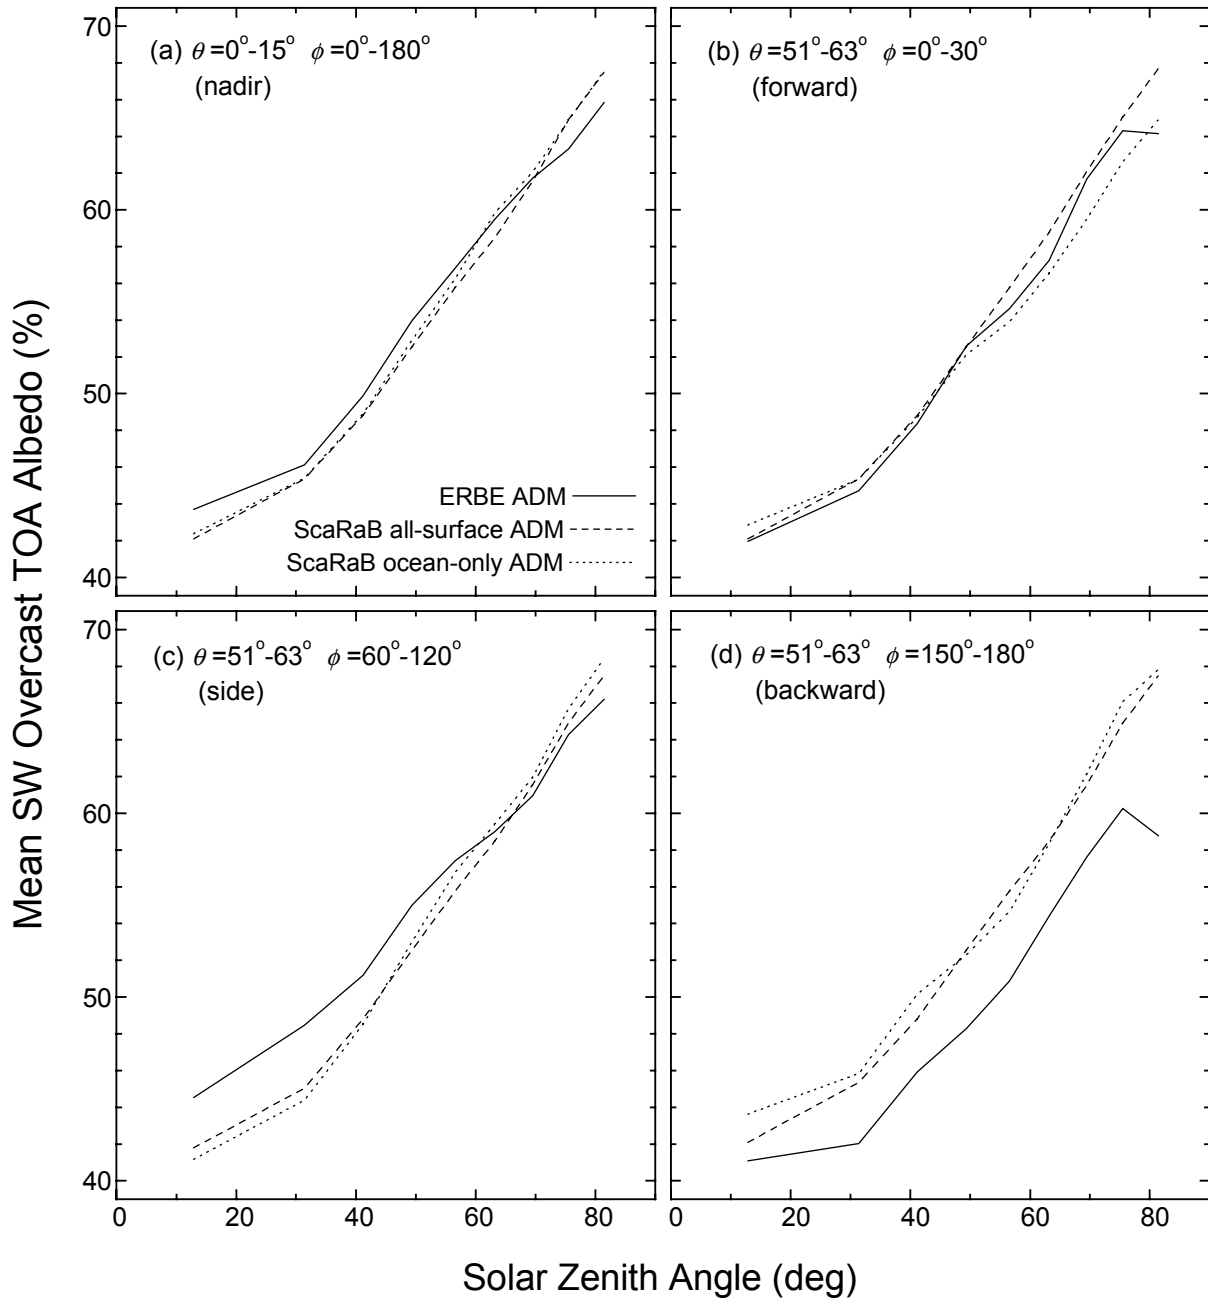 Mean SW Overcast TOA Albedo (%)
70
60
50
40
(a) θ=0°-15° ϕ=0°-180°
(nadir)
ERBE ADM
ScaRaB all-surface ADM
ScaRaB ocean-only ADM
(b) θ=51°-63° ϕ=0°-30°
(forward)
70
60
50
40
(c) θ=51°-63° ϕ=60°-120°
(side)
(d) θ=51°-63° ϕ=150°-180°
(backward)
0 20 40 60 80
0 20 40 60 80
Solar Zenith Angle (deg)